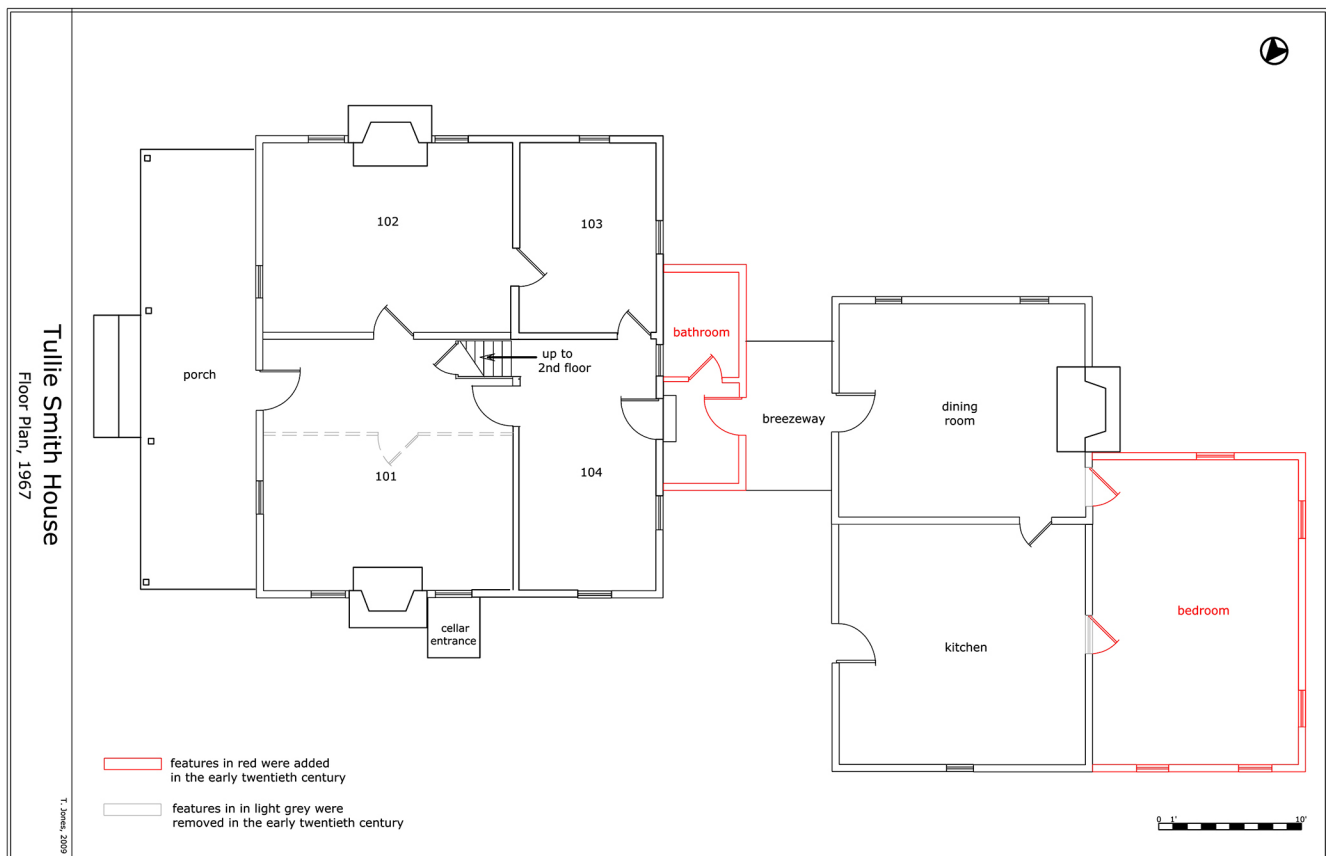 Tullie Smith House
Floor Plan, 1967
T. Jones, 2009
porch
102
103
101
104
up to
2nd floor
cellar
entrance
bathroom
breezeway
dining
room
kitchen
bedroom
features in red were added
in the early twentieth century
features in in light grey were
removed in the early twentieth century
0 1' 10'